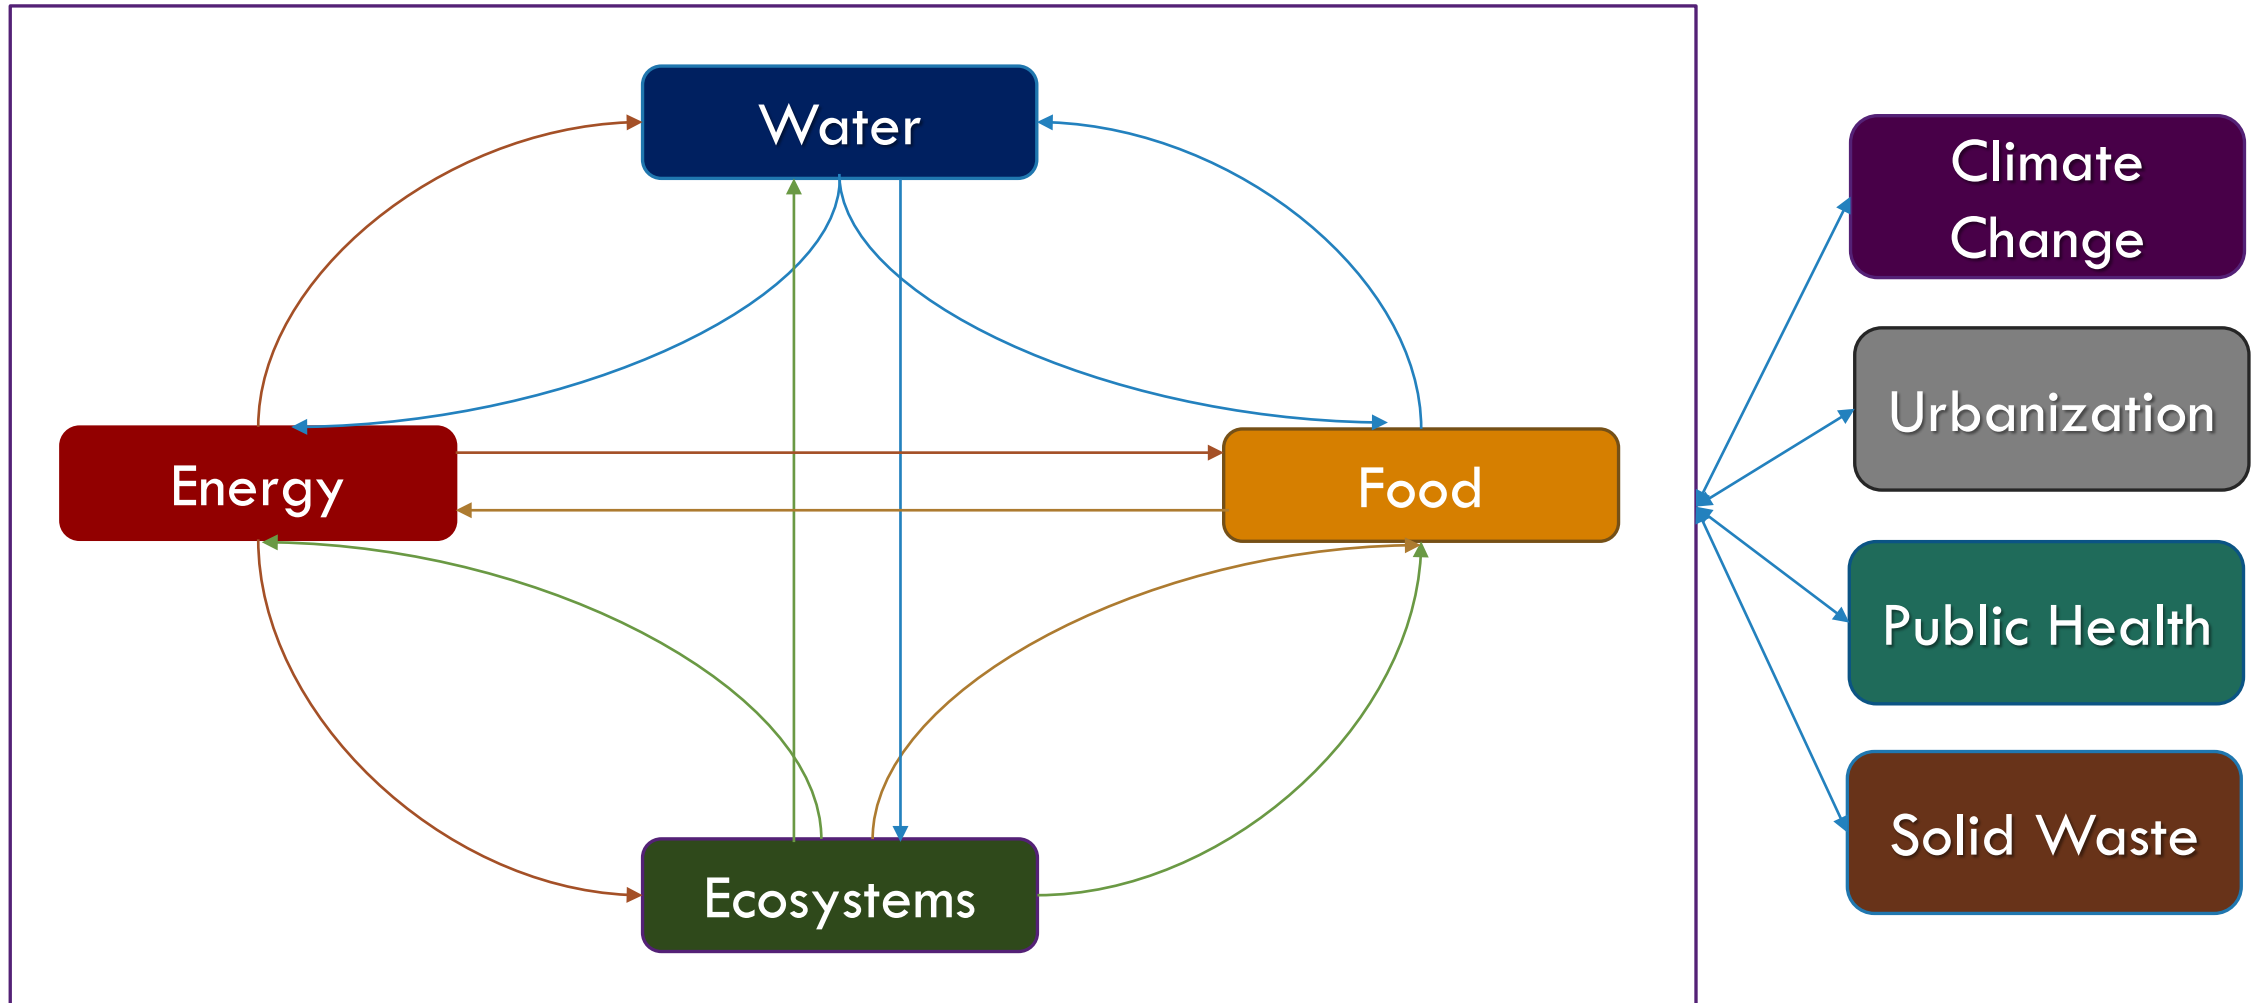 Water
Energy
Food
Ecosystems
Climate
Change
Urbanization
Public Health
Solid Waste